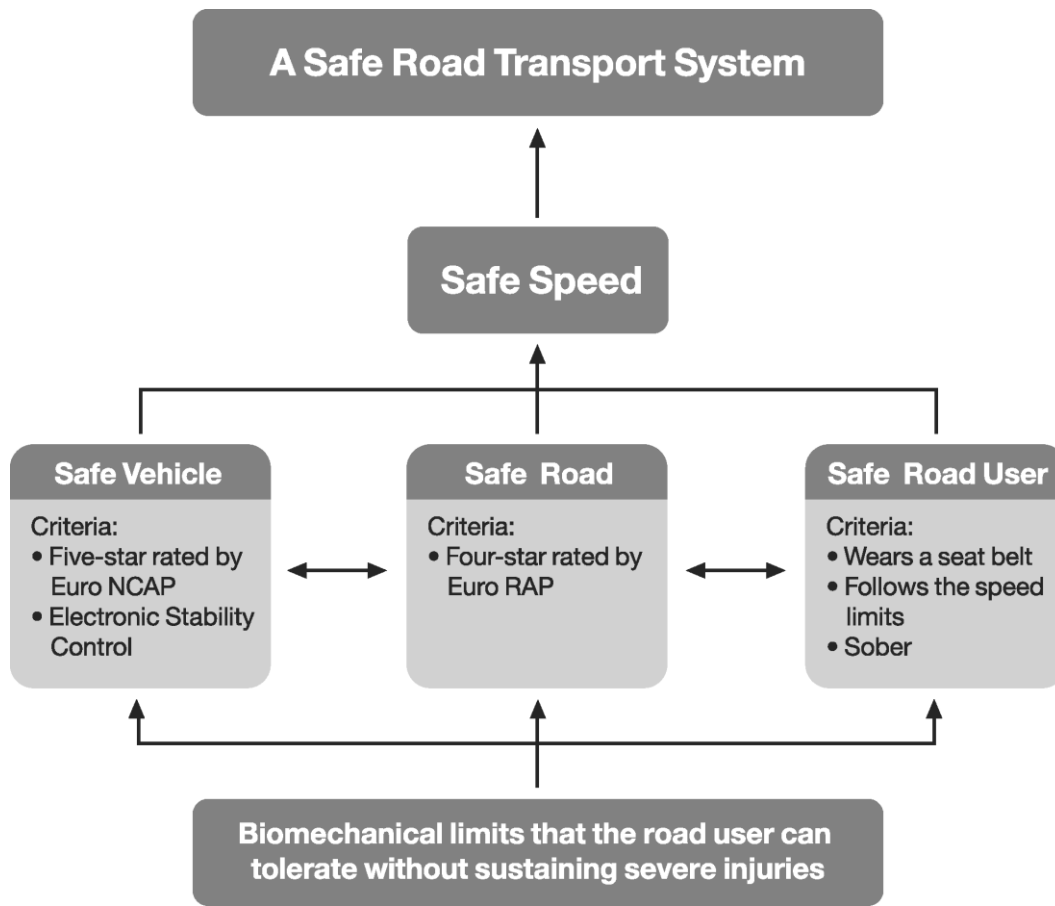 A Safe Road Transport System
Safe Speed
Safe Vehicle
Criteria:
• Five-star rated by
Euro NCAP
• Electronic Stability
Control
Safe Road
Criteria:
• Four-star rated by
Euro RAP
Safe Road User
Criteria:
• Wears a seat belt
• Follows the speed
limits
• Sober
Biomechanical limits that the road user can
tolerate without sustaining severe injuries